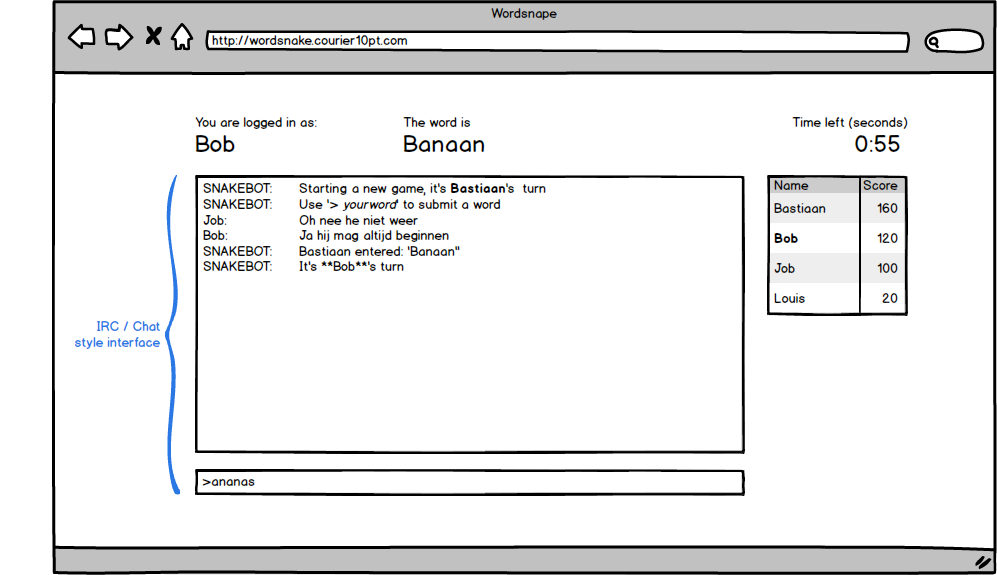 Wordsnape
http://wordsnake.courier10pt.com
You are logged in as:
Bob
The word is
Banaan
Time left (seconds)
0:55
SNAKEBOT: Starting a new game, it's Bastiaan's turn
SNAKEBOT: Use '> yourword' to submit a word
Job: Oh nee he niet weer
Bob: Ja hij mag altijd beginnen
SNAKEBOT: Bastiaan entered: 'Banaan"
SNAKEBOT: It's **Bob**'s turn
Name Score
Bastiaan 160
Bob 120
Job 100
Louis 20
IRC / Chat
style interface
>ananas